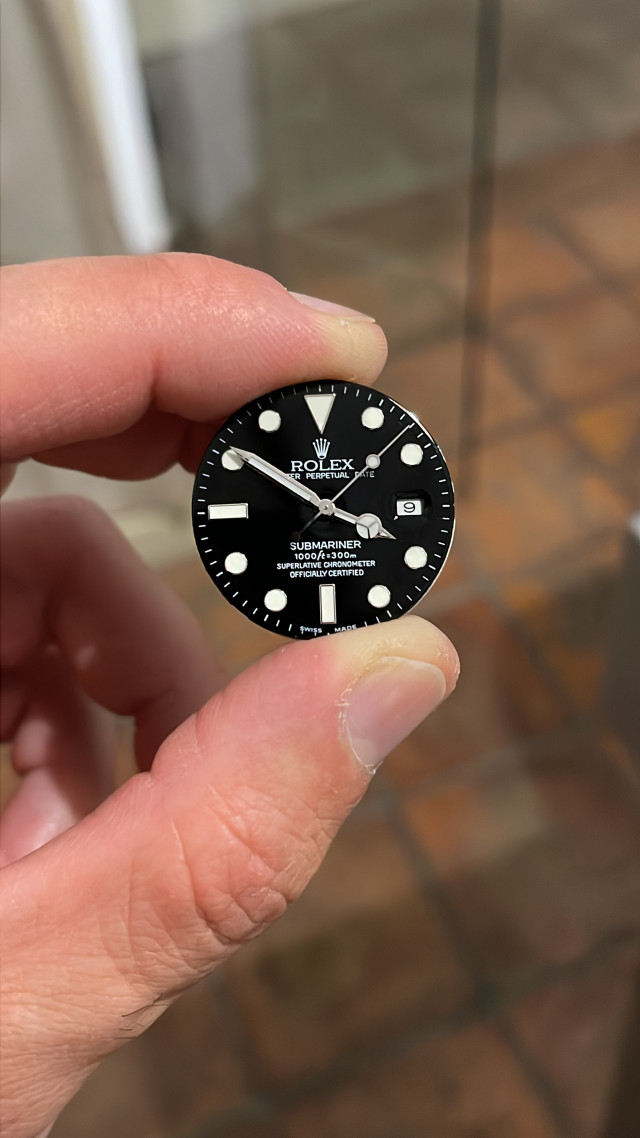 ROLEX
PERPETUAL DATE
9
SUBMARINER
1000ft=300m
SUPERLATIVE CHRONOMETER
OFFICIALLY CERTIFIED
SWISS MADE